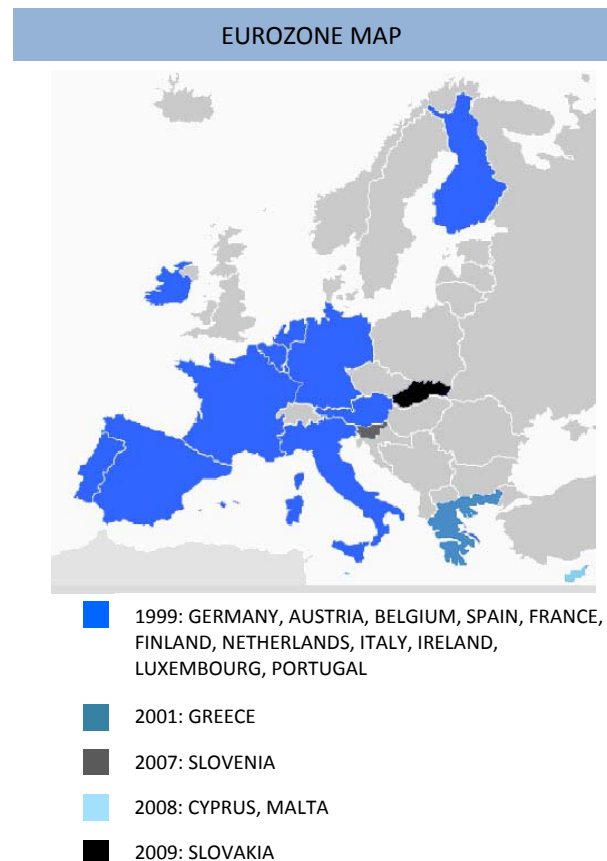 EUROZONE MAP
1999: GERMANY, AUSTRIA, BELGIUM, SPAIN, FRANCE,
FINLAND, NETHERLANDS, ITALY, IRELAND,
LUXEMBOURG, PORTUGAL
2001: GREECE
2007: SLOVENIA
2008: CYPRUS, MALTA
2009: SLOVAKIA